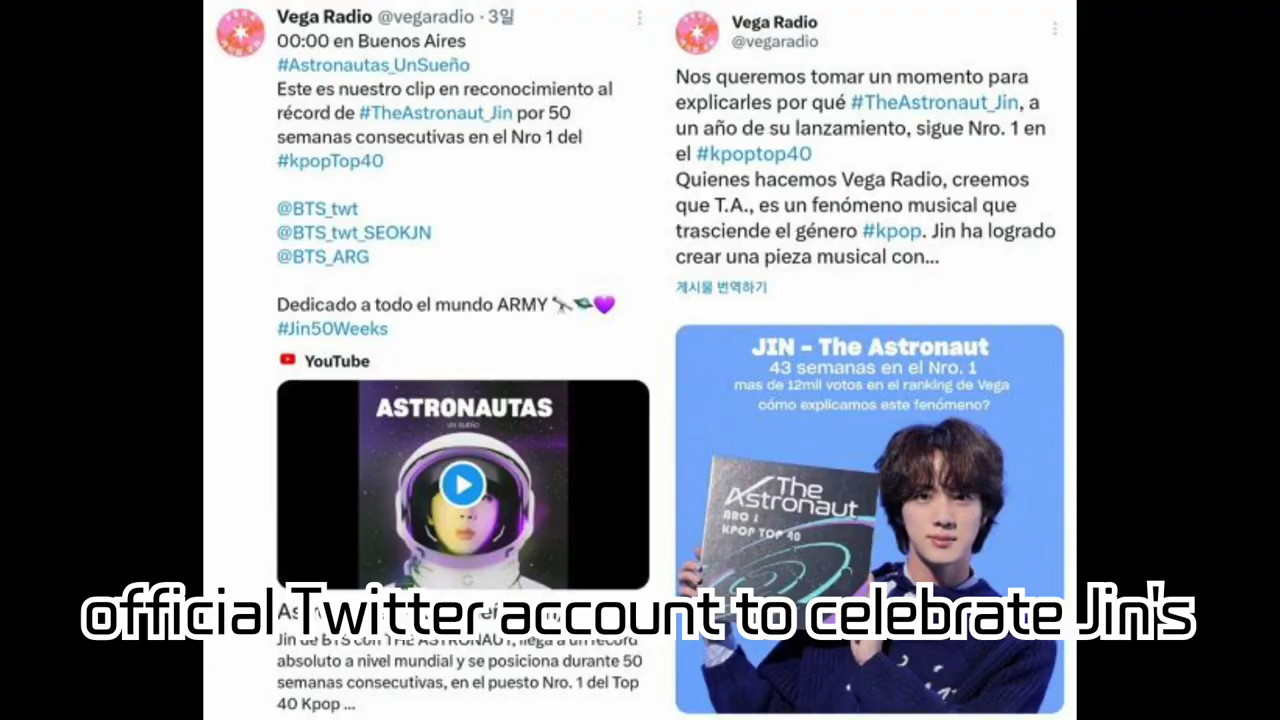 Vega Radio @vegaradio · 3일
00:00 en Buenos Aires
#Astronautas_UnSueño
Este es nuestro clip en reconocimiento al
récord de #TheAstronaut_Jin por 50
semanas consecutivas en el Nro 1 del
#kpopTop40
@BTS_twt
@BTS_twt_SEOKJN
@BTS_ARG
Dedicado a todo el mundo ARMY 🔭🪐💜
#Jin50Weeks
YouTube
ASTRONAUTAS
UN SUEÑO
Jin de BTS con THE ASTRONAUT, llega a un récord
absoluto a nivel mundial y se posiciona durante 50
semanas consecutivas, en el puesto Nro. 1 del Top
40 Kpop ...
Vega Radio
@vegaradio
Nos queremos tomar un momento para
explicarles por qué #TheAstronaut_Jin, a
un año de su lanzamiento, sigue Nro. 1 en
el #kpoptop40
Quienes hacemos Vega Radio, creemos
que T.A., es un fenómeno musical que
trasciende el género #kpop. Jin ha logrado
crear una pieza musical con...
게시물 번역하기
JIN - The Astronaut
43 semanas en el Nro. 1
mas de 12mil votos en el ranking de Vega
cómo explicamos este fenómeno?
The
Astronaut
NRO 1
KPOP TOP 40
official Twitter account to celebrate Jin's